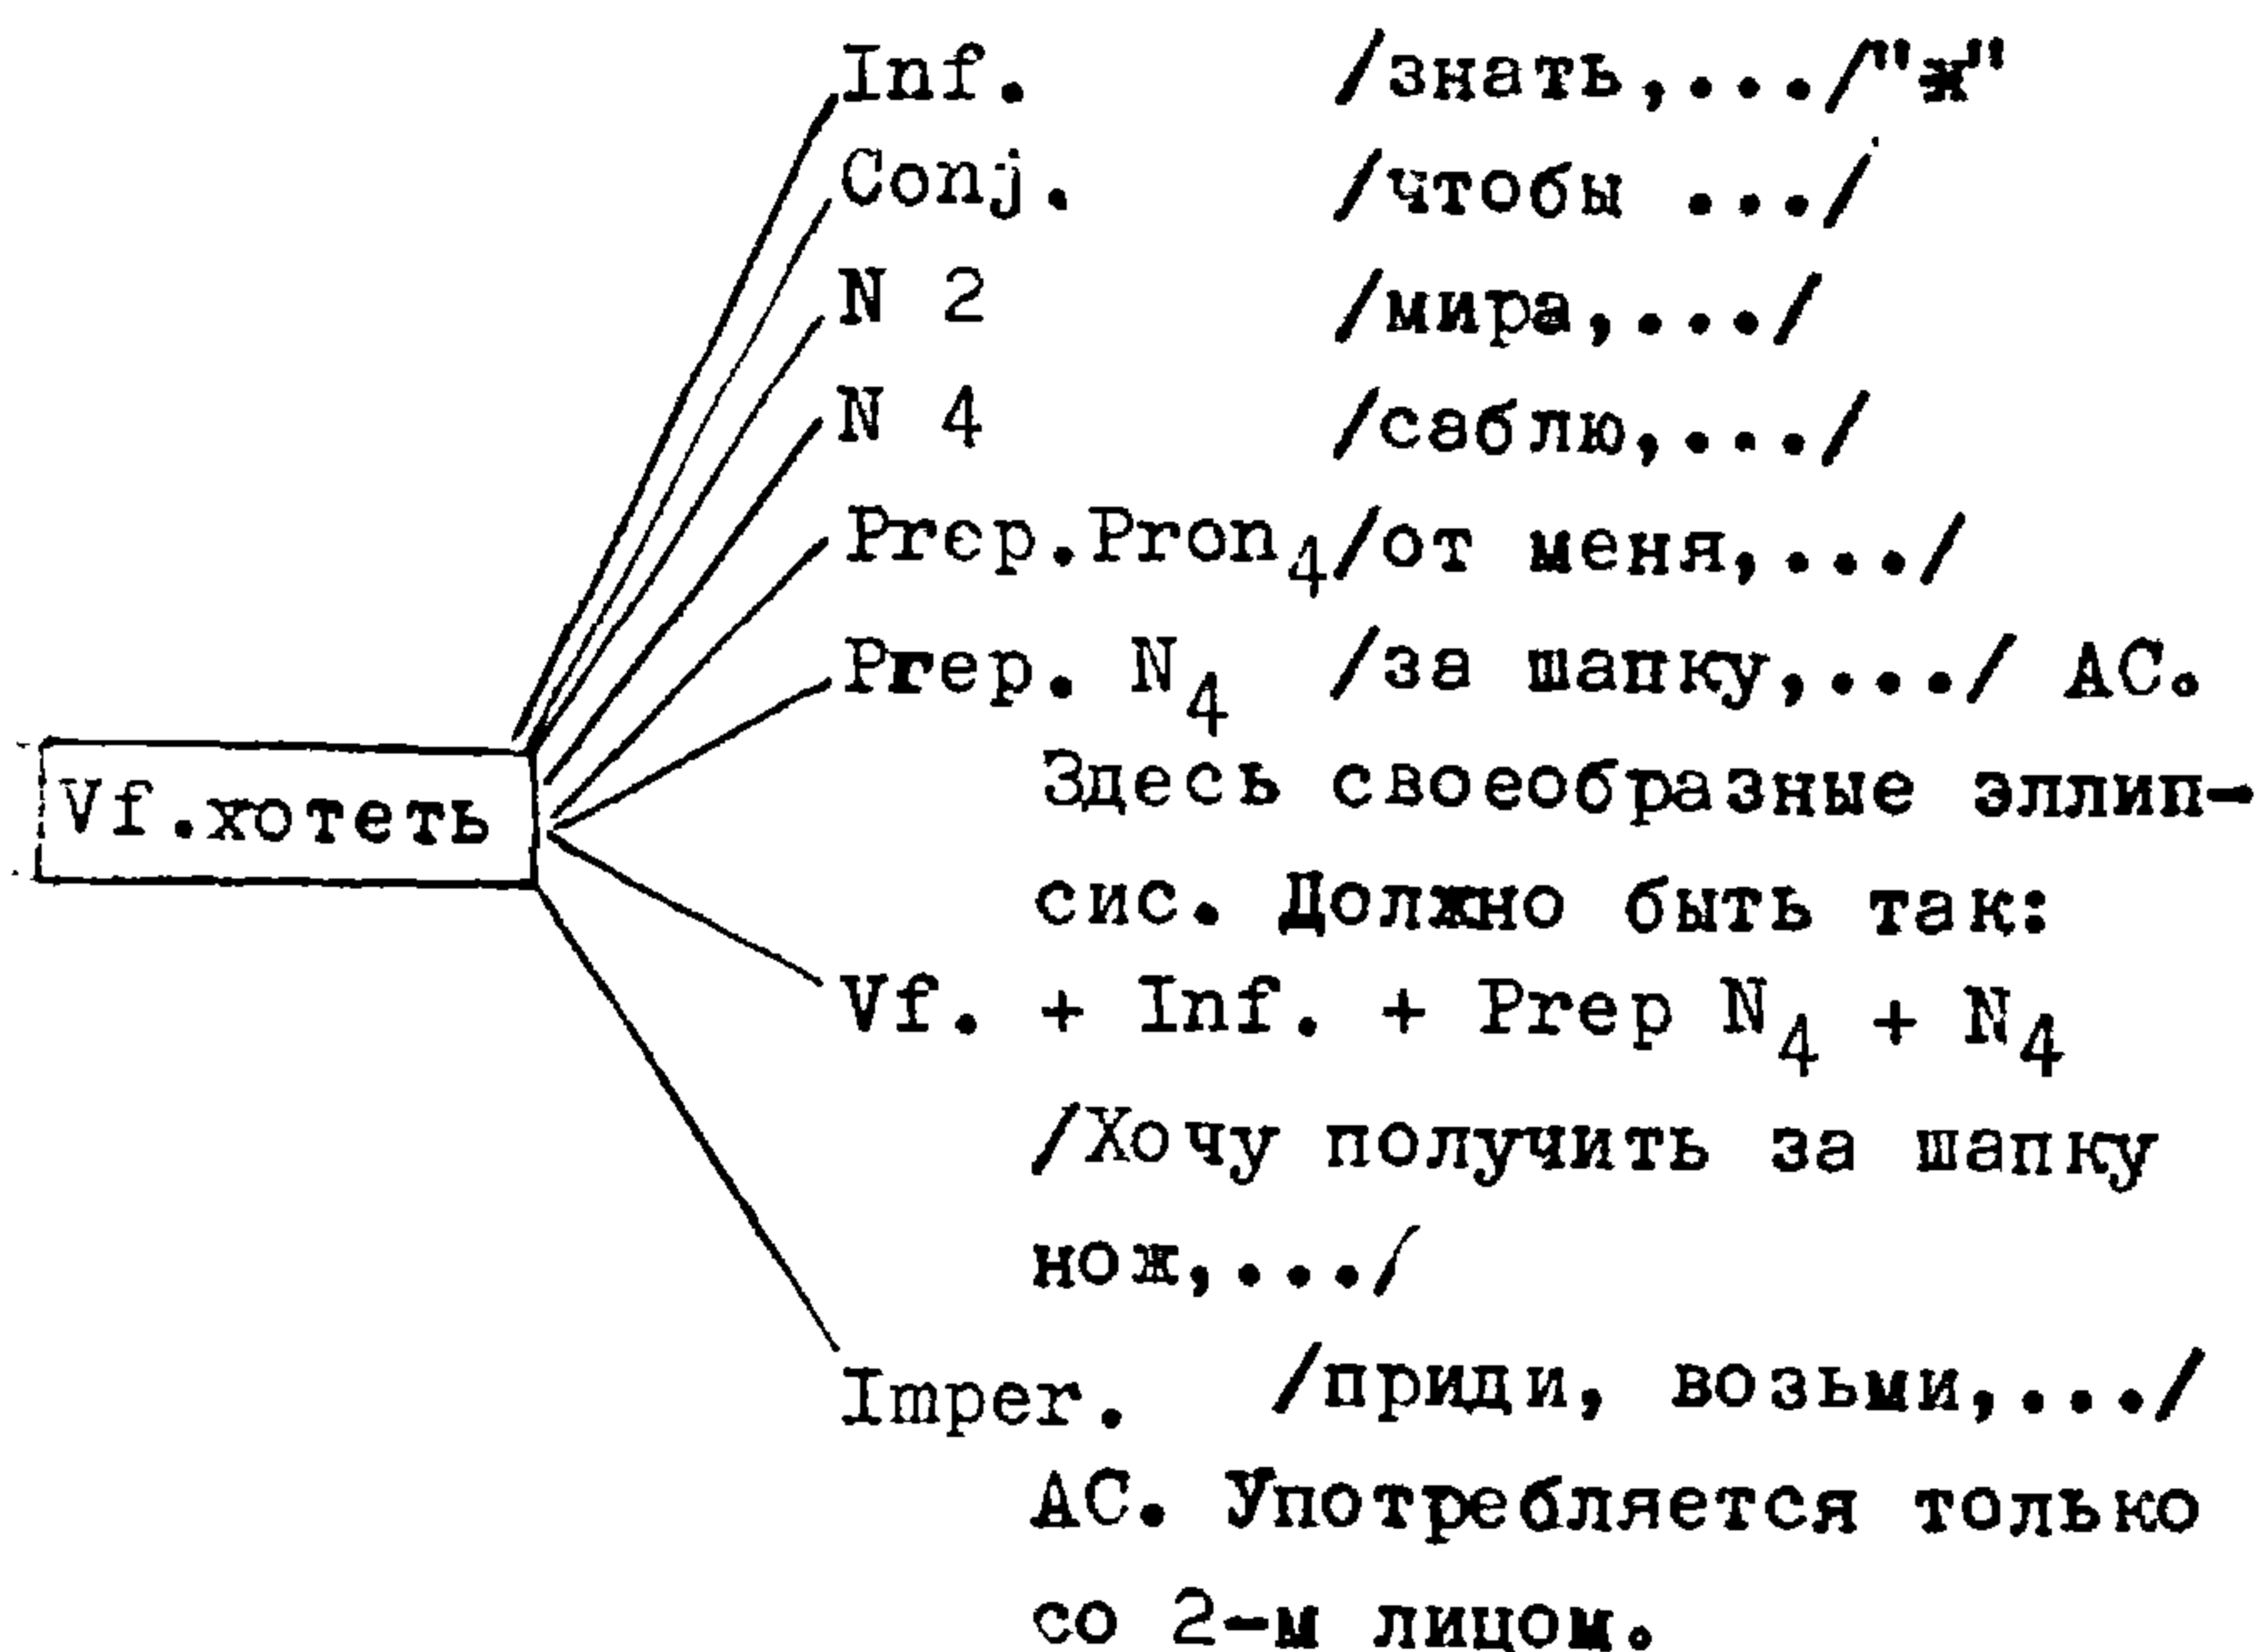 Inf. /знать,.../"ж"
Conj. /чтобы .../
N 2 /мира,.../
N 4 /саблю,.../
Prep.Pron₄/от меня,.../
Prep. N₄ /за шапку,.../ АС.
Здесь своеобразные эллип-
Vf.хотеть
сис. Должно быть так:
Vf. + Inf. + Prep N₄ + N₄
/Хочу получить за шапку
нож,.../
Imper. /приди, возьми,.../
АС. Употребляется только
со 2-м лицом.